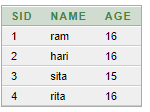 SID NAME AGE
1 ram 16
2 hari 16
3 sita 15
4 rita 16